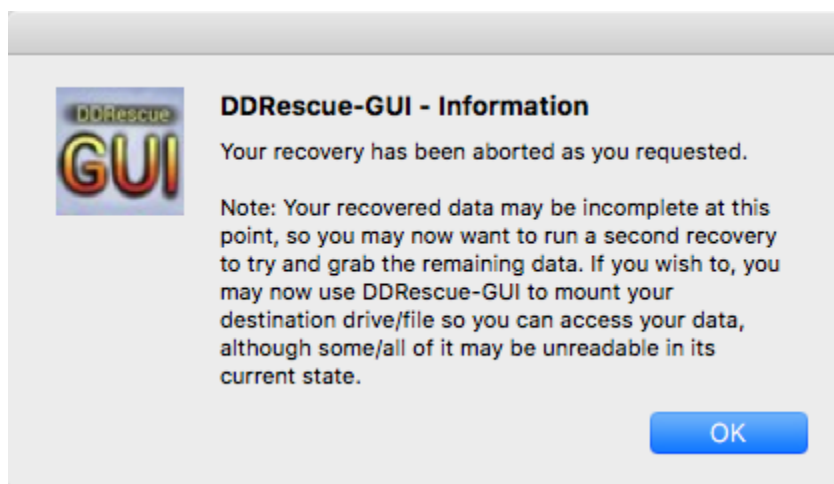 DDRescue
GUI
DDRescue-GUI - Information
Your recovery has been aborted as you requested.
Note: Your recovered data may be incomplete at this
point, so you may now want to run a second recovery
to try and grab the remaining data. If you wish to, you
may now use DDRescue-GUI to mount your
destination drive/file so you can access your data,
although some/all of it may be unreadable in its
current state.
OK